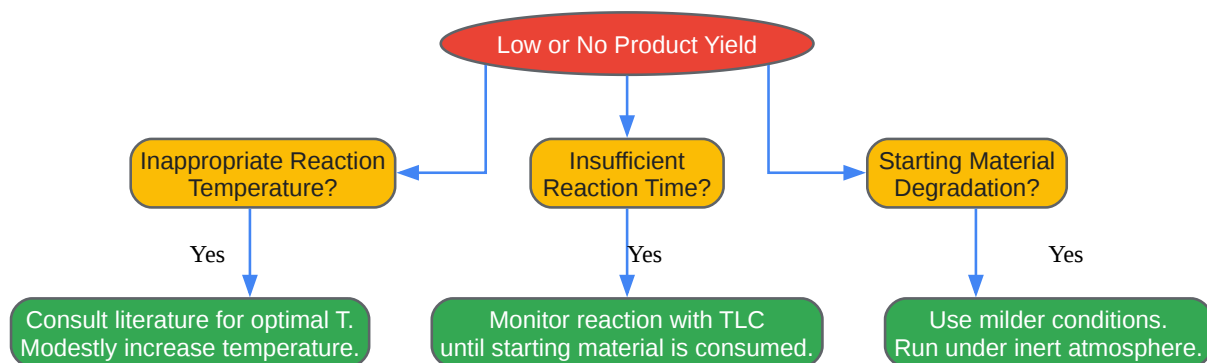 Low or No Product Yield
Inappropriate Reaction
Temperature?
Insufficient
Reaction Time?
Starting Material
Degradation?
Yes
Yes
Yes
Consult literature for optimal T.
Modestly increase temperature.
Monitor reaction with TLC
until starting material is consumed.
Use milder conditions.
Run under inert atmosphere.